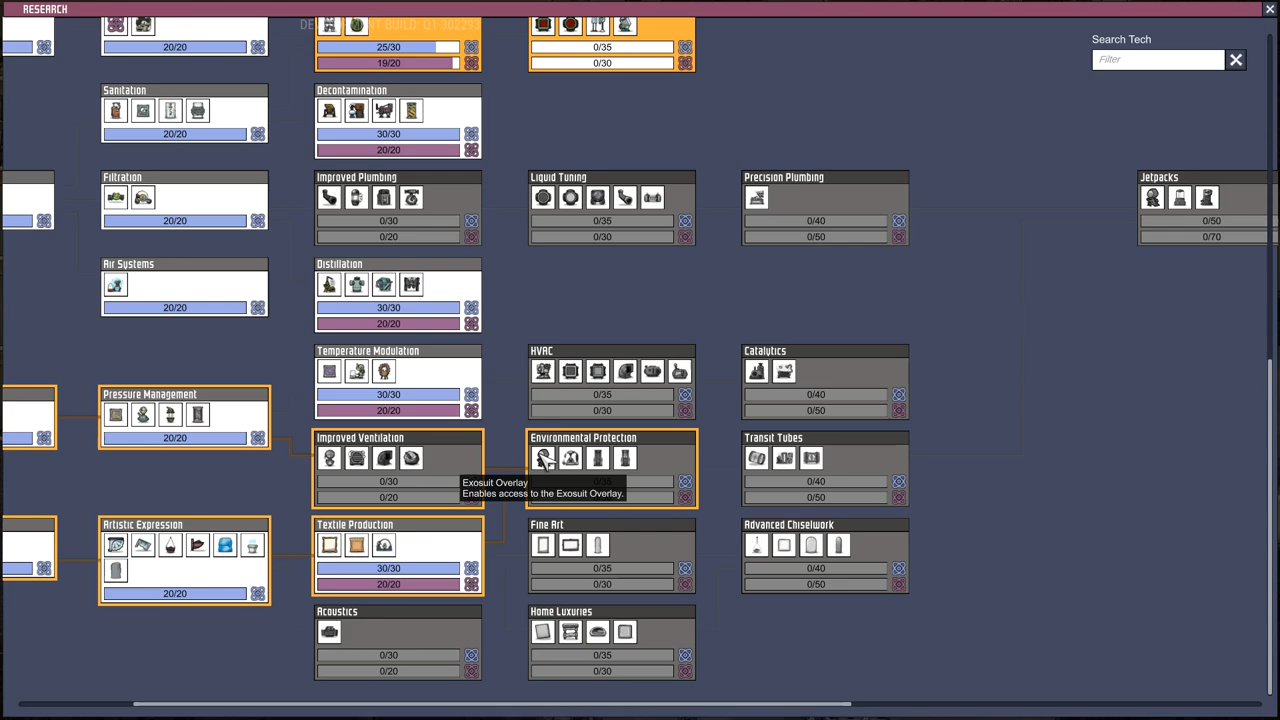 RESEARCH
Search Tech
Filter
20/20
25/30
19/20
0/35
0/30
Sanitation
20/20
Decontamination
30/30
20/20
Filtration
20/20
Improved Plumbing
0/30
0/20
Liquid Tuning
0/35
0/30
Precision Plumbing
0/40
0/50
Jetpacks
0/50
0/70
Air Systems
20/20
Distillation
30/30
20/20
Temperature Modulation
30/30
20/20
HVAC
0/35
0/30
Catalytics
0/40
0/50
Pressure Management
20/20
Improved Ventilation
0/30
0/20
Environmental Protection
Exosuit Overlay
Enables access to the Exosuit Overlay.
Transit Tubes
0/40
0/50
Artistic Expression
20/20
Textile Production
30/30
20/20
Fine Art
0/35
0/30
Advanced Chiselwork
0/40
0/50
Acoustics
0/30
0/20
Home Luxuries
0/35
0/30